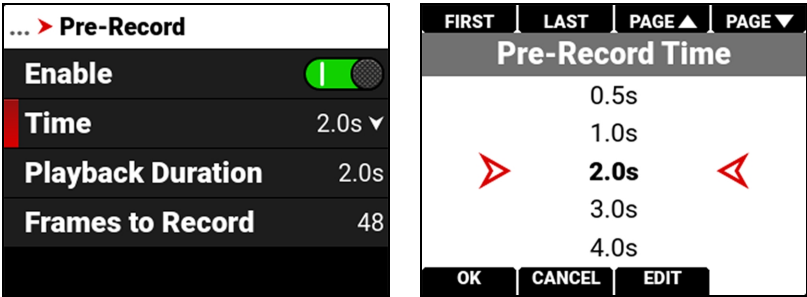 ... Pre-Record
Enable
Time 2.0s
Playback Duration 2.0s
Frames to Record 48
FIRST LAST PAGE▲ PAGE▼
Pre-Record Time
0.5s
1.0s
2.0s
3.0s
4.0s
OK CANCEL EDIT